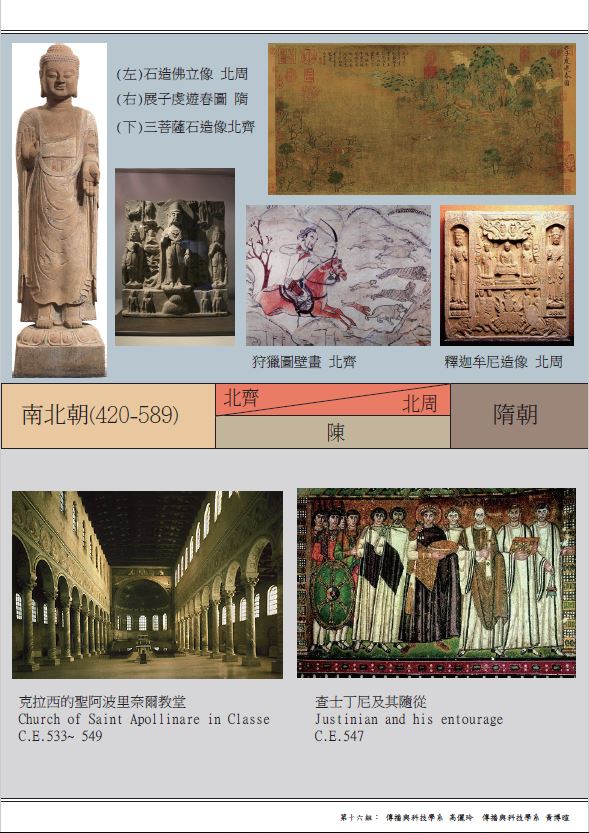 (左)石造佛立像 北周
(右)展子虔遊春圖 隋
(下)三菩薩石造像北齊
狩獵圖壁畫 北齊
釋迦牟尼造像 北周
南北朝(420-589)
北齊
北周
陳
隋朝
克拉西的聖阿波里奈爾教堂
Church of Saint Apollinare in Classe
C.E.533~ 549
查士丁尼及其隨從
Justinian and his entourage
C.E.547
第十六組： 傳播與科技學系 高儷玲 傳播與科技學系 黃博暄